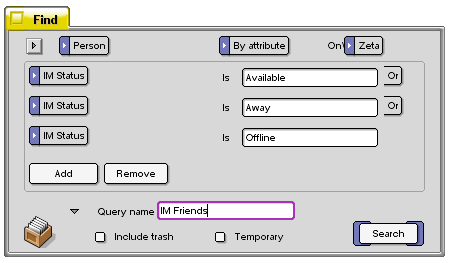 Find
Person By attribute On Zeta
IM Status Is Available Or
IM Status Is Away Or
IM Status Is Offline
Add Remove
Query name IM Friends
Include trash Temporary Search